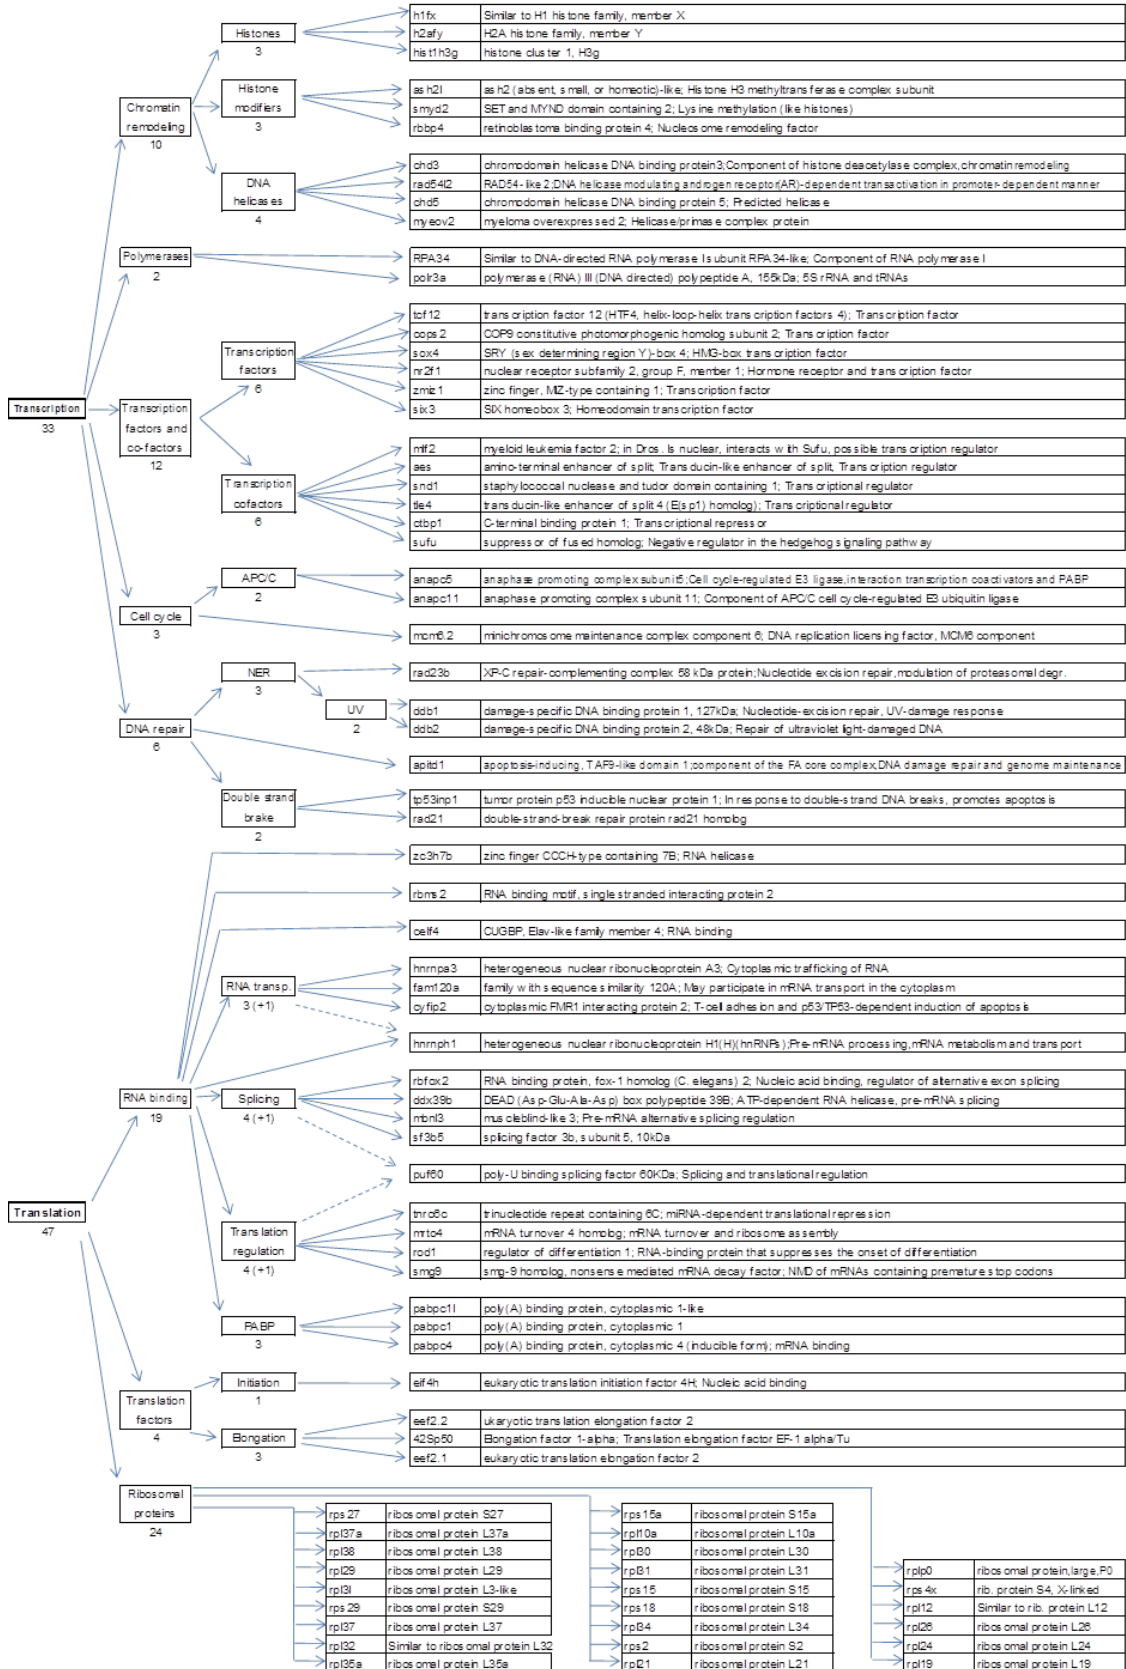 h1fx Similar to H1 histone family, member X
Histones h2afy H2A histone family, member Y
3 hist1h3g histone cluster 1, H3g
Histone modifiers
3
ash2l ash2 (absent, small, or homeotic)-like; Histone H3 methyltransferase complex subunit
smyd2 SET and MYND domain containing 2; Lysine methylation (like histones)
rbbp4 retinoblastoma binding protein 4; Nucleosome remodeling factor
Chromatin remodeling
10
DNA helicases
4
chd3 chromodomain helicase DNA binding protein3;Component of histone deacetylase complex,chromatin remodeling
rad54l2 RAD54-like 2;DNA helicase modulating androgen receptor(AR)-dependent transactivation in promoter-dependent manner
chd5 chromodomain helicase DNA binding protein 5; Predicted helicase
myeov2 myeloma overexpressed 2; Helicase/primase complex protein
Polymerases
2
RPA34 Similar to DNA-directed RNA polymerase I subunit RPA34-like; Component of RNA polymerase I
polr3a polymerase (RNA) III (DNA directed) polypeptide A, 155kDa; 5S rRNA and tRNAs
Transcription factors
6
tcf12 transcription factor 12 (HTF4, helix-loop-helix transcription factors 4); Transcription factor
cops2 COP9 constitutive photomorphogenic homolog subunit 2; Transcription factor
sox4 SRY (sex determining region Y)-box 4; HMG-box transcription factor
nr2f1 nuclear receptor subfamily 2, group F, member 1; Hormone receptor and transcription factor
zmiz1 zinc finger, MIZ-type containing 1; Transcription factor
six3 SIX homeobox 3; Homeodomain transcription factor
Transcription
33
Transcription factors and co-factors
12
Transcription cofactors
6
mlf2 myeloid leukemia factor 2; in Dros. Is nuclear, interacts with Sufu, possible transcription regulator
aes amino-terminal enhancer of split; Transducin-like enhancer of split, Transcription regulator
snd1 staphylococcal nuclease and tudor domain containing 1; Transcriptional regulator
tle4 transducin-like enhancer of split 4 (E(sp1) homolog); Transcriptional regulator
ctbp1 C-terminal binding protein 1; Transcriptional repressor
sufu suppressor of fused homolog; Negative regulator in the hedgehog signaling pathway
APC/C
2
anapc5 anaphase promoting complex subunit5;Cell cycle-regulated E3 ligase,interaction transcription coactivators and PABP
anapc11 anaphase promoting complex subunit 11; Component of APC/C cell cycle-regulated E3 ubiquitin ligase
Cell cycle
3
mcm6.2 minichromosome maintenance complex component 6; DNA replication licensing factor, MCM6 component
NER
3
rad23b XP-C repair-complementing complex 58 kDa protein;Nucleotide excision repair,modulation of proteasomal degr.
UV
2
ddb1 damage-specific DNA binding protein 1, 127kDa; Nucleotide-excision repair, UV-damage response
ddb2 damage-specific DNA binding protein 2, 48kDa; Repair of ultraviolet light-damaged DNA
DNA repair
6
apitd1 apoptosis-inducing, TAF9-like domain 1;component of the FA core complex,DNA damage repair and genome maintenance
Double strand brake
2
tp53inp1 tumor protein p53 inducible nuclear protein 1; In response to double-strand DNA breaks, promotes apoptosis
rad21 double-strand-break repair protein rad21 homolog
zc3h7b zinc finger CCCH-type containing 7B; RNA helicase
rbms2 RNA binding motif, single stranded interacting protein 2
celf4 CUGBP, Elav-like family member 4; RNA binding
RNA transp.
3 (+1)
hnrnpa3 heterogeneous nuclear ribonucleoprotein A3; Cytoplasmic trafficking of RNA
fam120a family with sequence similarity 120A; May participate in mRNA transport in the cytoplasm
cyfip2 cytoplasmic FMR1 interacting protein 2; T-cell adhesion and p53/TP53-dependent induction of apoptosis
hnrnph1 heterogeneous nuclear ribonucleoprotein H1(H)(hnRNPs);Pre-mRNA processing,mRNA metabolism and transport
RNA binding
19
Splicing
4 (+1)
rbfox2 RNA binding protein, fox-1 homolog (C. elegans) 2; Nucleic acid binding, regulator of alternative exon splicing
ddx39b DEAD (Asp-Glu-Ala-Asp) box polypeptide 39B; ATP-dependent RNA helicase, pre-mRNA splicing
mbnl3 muscleblind-like 3; Pre-mRNA alternative splicing regulation
sf3b5 splicing factor 3b, subunit 5, 10kDa
puf60 poly-U binding splicing factor 60KDa; Splicing and translational regulation
Translation
47
Translation regulation
4 (+1)
tnrc6c trinucleotide repeat containing 6C; miRNA-dependent translational repression
mrto4 mRNA turnover 4 homolog; mRNA turnover and ribosome assembly
rod1 regulator of differentiation 1; RNA-binding protein that suppresses the onset of differentiation
smg9 smg-9 homolog, nonsense mediated mRNA decay factor; NMD of mRNAs containing premature stop codons
PABP
3
pabpc1l poly(A) binding protein, cytoplasmic 1-like
pabpc1 poly(A) binding protein, cytoplasmic 1
pabpc4 poly(A) binding protein, cytoplasmic 4 (inducible form); mRNA binding
Initiation
1
eif4h eukaryotic translation initiation factor 4H; Nucleic acid binding
Translation factors
4
Elongation
3
eef2.2 ukaryotic translation elongation factor 2
42Sp50 Elongation factor 1-alpha; Translation elongation factor EF-1 alpha/Tu
eef2.1 eukaryotic translation elongation factor 2
Ribosomal proteins
24
rps27 ribosomal protein S27
rpl37a ribosomal protein L37a
rpl38 ribosomal protein L38
rpl29 ribosomal protein L29
rpl3l ribosomal protein L3-like
rps29 ribosomal protein S29
rpl37 ribosomal protein L37
rpl32 Similar to ribosomal protein L32
rpl35a ribosomal protein L35a
rps15a ribosomal protein S15a
rpl10a ribosomal protein L10a
rpl30 ribosomal protein L30
rpl31 ribosomal protein L31
rps15 ribosomal protein S15
rps18 ribosomal protein S18
rpl34 ribosomal protein L34
rps2 ribosomal protein S2
rpl21 ribosomal protein L21
rplp0 ribosomal protein,large,P0
rps4x rib. protein S4, X-linked
rpl12 Similar to rib. protein L12
rpl26 ribosomal protein L26
rpl24 ribosomal protein L24
rpl19 ribosomal protein L19